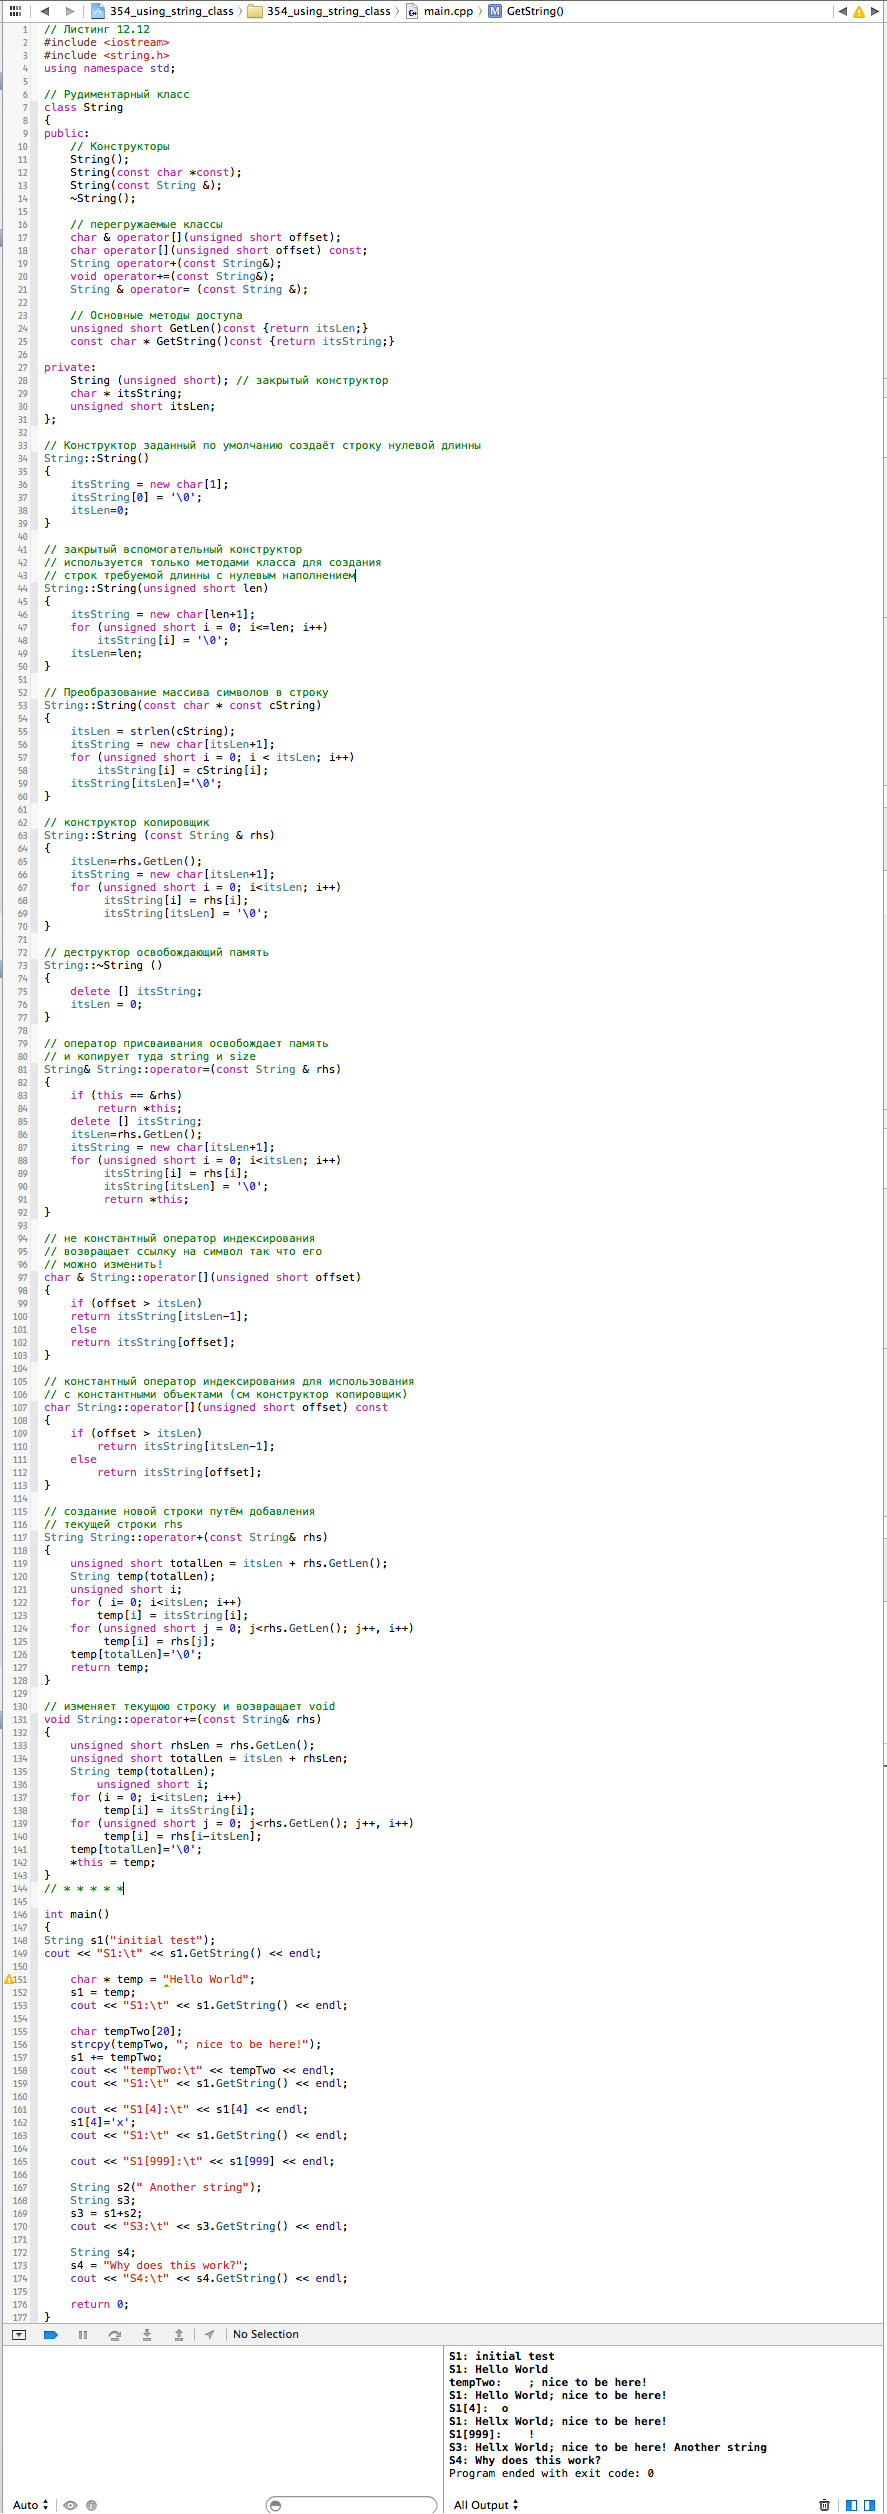 354_using_string_class 354_using_string_class main.cpp M GetString()
1 // Листинг 12.12
2 #include <iostream>
3 #include <string.h>
4 using namespace std;
5
6 // Рудиментарный класс
7 class String
8 {
9 public:
10 // Конструкторы
11 String();
12 String(const char *const);
13 String(const String &);
14 ~String();
15
16 // перегружаемые классы
17 char & operator[](unsigned short offset);
18 char operator[](unsigned short offset) const;
19 String operator+(const String&);
20 void operator+=(const String&);
21 String & operator= (const String &);
22
23 // Основные методы доступа
24 unsigned short GetLen()const {return itsLen;}
25 const char * GetString()const {return itsString;}
26
27 private:
28 String (unsigned short); // закрытый конструктор
29 char * itsString;
30 unsigned short itsLen;
31 };
32
33 // Конструктор заданный по умолчанию создаёт строку нулевой длинны
34 String::String()
35 {
36 itsString = new char[1];
37 itsString[0] = '\0';
38 itsLen=0;
39 }
40
41 // закрытый вспомогательный конструктор
42 // используется только методами класса для создания
43 // строк требуемой длинны с нулевым наполнением
44 String::String(unsigned short len)
45 {
46 itsString = new char[len+1];
47 for (unsigned short i = 0; i<=len; i++)
48 itsString[i] = '\0';
49 itsLen=len;
50 }
51
52 // Преобразование массива символов в строку
53 String::String(const char * const cString)
54 {
55 itsLen = strlen(cString);
56 itsString = new char[itsLen+1];
57 for (unsigned short i = 0; i < itsLen; i++)
58 itsString[i] = cString[i];
59 itsString[itsLen]='\0';
60 }
61
62 // конструктор копировщик
63 String::String (const String & rhs)
64 {
65 itsLen=rhs.GetLen();
66 itsString = new char[itsLen+1];
67 for (unsigned short i = 0; i<itsLen; i++)
68 itsString[i] = rhs[i];
69 itsString[itsLen] = '\0';
70 }
71
72 // деструктор освобождающий память
73 String::~String ()
74 {
75 delete [] itsString;
76 itsLen = 0;
77 }
78
79 // оператор присваивания освобождает память
80 // и копирует туда string и size
81 String& String::operator=(const String & rhs)
82 {
83 if (this == &rhs)
84 return *this;
85 delete [] itsString;
86 itsLen=rhs.GetLen();
87 itsString = new char[itsLen+1];
88 for (unsigned short i = 0; i<itsLen; i++)
89 itsString[i] = rhs[i];
90 itsString[itsLen] = '\0';
91 return *this;
92 }
93
94 // не константный оператор индексирования
95 // возвращает ссылку на символ так что его
96 // можно изменить!
97 char & String::operator[](unsigned short offset)
98 {
99 if (offset > itsLen)
100 return itsString[itsLen-1];
101 else
102 return itsString[offset];
103 }
104
105 // константный оператор индексирования для использования
106 // с константными объектами (см конструктор копировщик)
107 char String::operator[](unsigned short offset) const
108 {
109 if (offset > itsLen)
110 return itsString[itsLen-1];
111 else
112 return itsString[offset];
113 }
114
115 // создание новой строки путём добавления
116 // текущей строки rhs
117 String String::operator+(const String& rhs)
118 {
119 unsigned short totalLen = itsLen + rhs.GetLen();
120 String temp(totalLen);
121 unsigned short i;
122 for ( i= 0; i<itsLen; i++)
123 temp[i] = itsString[i];
124 for (unsigned short j = 0; j<rhs.GetLen(); j++, i++)
125 temp[i] = rhs[j];
126 temp[totalLen]='\0';
127 return temp;
128 }
129
130 // изменяет текущюю строку и возвращает void
131 void String::operator+=(const String& rhs)
132 {
133 unsigned short rhsLen = rhs.GetLen();
134 unsigned short totalLen = itsLen + rhsLen;
135 String temp(totalLen);
136 unsigned short i;
137 for (i = 0; i<itsLen; i++)
138 temp[i] = itsString[i];
139 for (unsigned short j = 0; j<rhs.GetLen(); j++, i++)
140 temp[i] = rhs[i-itsLen];
141 temp[totalLen]='\0';
142 *this = temp;
143 }
144 // * * * * *
145
146 int main()
147 {
148 String s1("initial test");
149 cout << "S1:\t" << s1.GetString() << endl;
150
151 char * temp = "Hello World";
152 s1 = temp;
153 cout << "S1:\t" << s1.GetString() << endl;
154
155 char tempTwo[20];
156 strcpy(tempTwo, "; nice to be here!");
157 s1 += tempTwo;
158 cout << "tempTwo:\t" << tempTwo << endl;
159 cout << "S1:\t" << s1.GetString() << endl;
160
161 cout << "S1[4]:\t" << s1[4] << endl;
162 s1[4]='x';
163 cout << "S1:\t" << s1.GetString() << endl;
164
165 cout << "S1[999]:\t" << s1[999] << endl;
166
167 String s2(" Another string");
168 String s3;
169 s3 = s1+s2;
170 cout << "S3:\t" << s3.GetString() << endl;
171
172 String s4;
173 s4 = "Why does this work?";
174 cout << "S4:\t" << s4.GetString() << endl;
175
176 return 0;
177 }
No Selection
S1: initial test
S1: Hello World
tempTwo: ; nice to be here!
S1: Hello World; nice to be here!
S1[4]: o
S1: Hellx World; nice to be here!
S1[999]: !
S3: Hellx World; nice to be here! Another string
S4: Why does this work?
Program ended with exit code: 0
Auto All Output